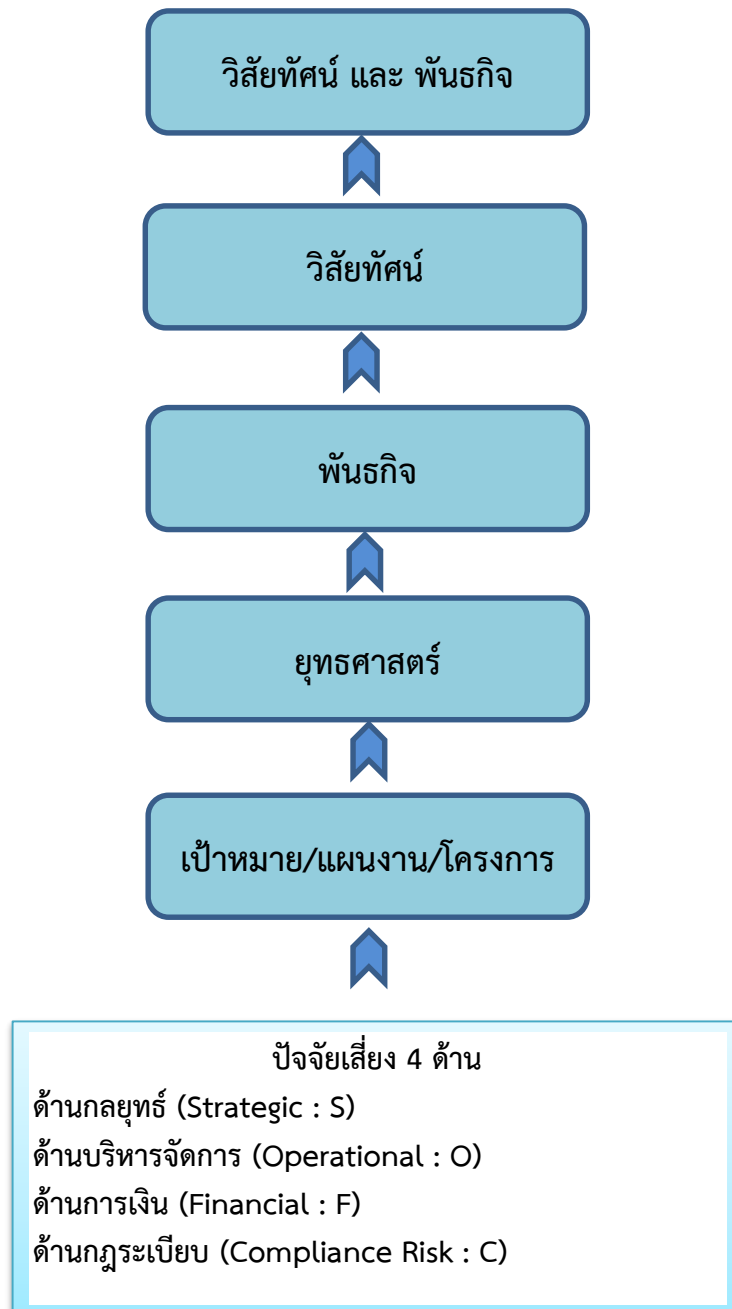 วิสัยทัศน์ และ พันธกิจ
วิสัยทัศน์
พันธกิจ
ยุทธศาสตร์
เป้าหมาย/แผนงาน/โครงการ
ปัจจัยเสี่ยง 4 ด้าน
ด้านกลยุทธ์ (Strategic : S)
ด้านบริหารจัดการ (Operational : O)
ด้านการเงิน (Financial : F)
ด้านกฎระเบียบ (Compliance Risk : C)